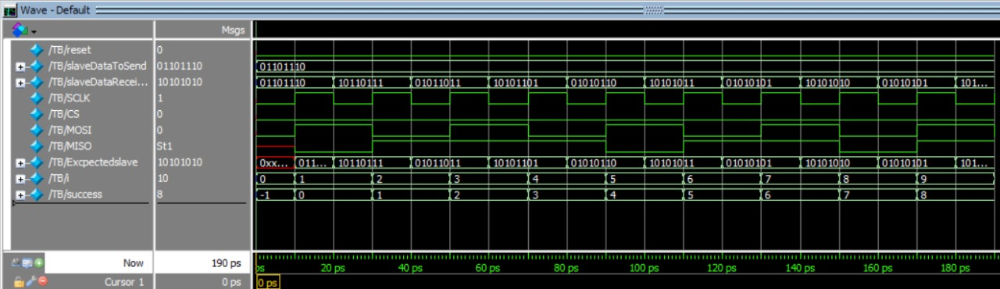 Wave - Default
Msgs
/TB/reset 0
/TB/slaveDataToSend 01101110 01101110
/TB/slaveDataRecei... 10101010 01101110 10110111 01011011 10101101 01010110 10101011 01010101 10101010 01010101 101...
/TB/SCLK 1
/TB/CS 0
/TB/MOSI 0
/TB/MISO St1
/TB/Excpectedslave 10101010 0xx... 011... 10110111 01011011 10101101 01010110 10101011 01010101 10101010 01010101 101...
/TB/i 10 0 1 2 3 4 5 6 7 8 9
/TB/success 8 -1 0 1 2 3 4 5 6 7 8
Now 190 ps ps 20 ps 40 ps 60 ps 80 ps 100 ps 120 ps 140 ps 160 ps 180 ps
Cursor 1 0 ps 0 ps